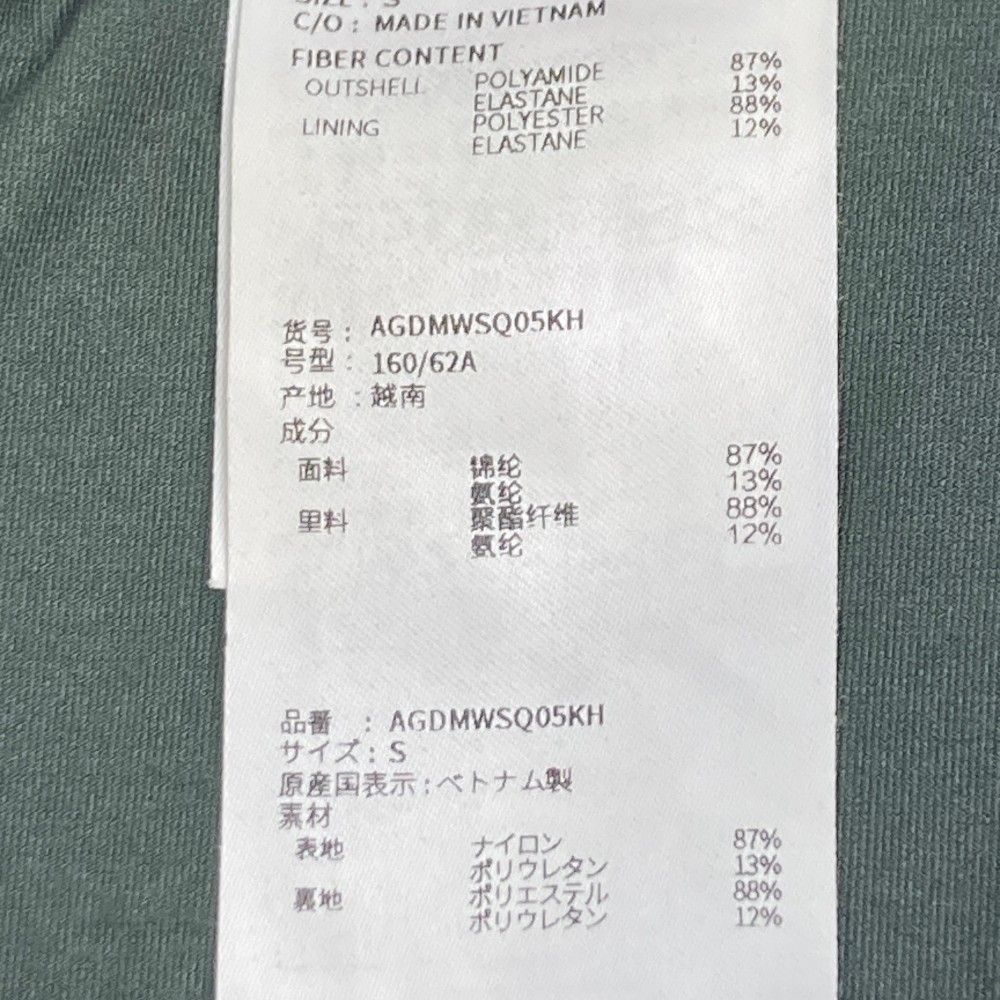 SIZE : S
C/O : MADE IN VIETNAM
FIBER CONTENT
OUTSHELL POLYAMIDE 87%
ELASTANE 13%
LINING POLYESTER 88%
ELASTANE 12%
货号 : AGDMWSQ05KH
号型 : 160/62A
产地 : 越南
成分
面料 锦纶 87%
氨纶 13%
里料 聚酯纤维 88%
氨纶 12%
品番 : AGDMWSQ05KH
サイズ : S
原産国表示 : ベトナム製
素材
表地 ナイロン 87%
ポリウレタン 13%
裏地 ポリエステル 88%
ポリウレタン 12%